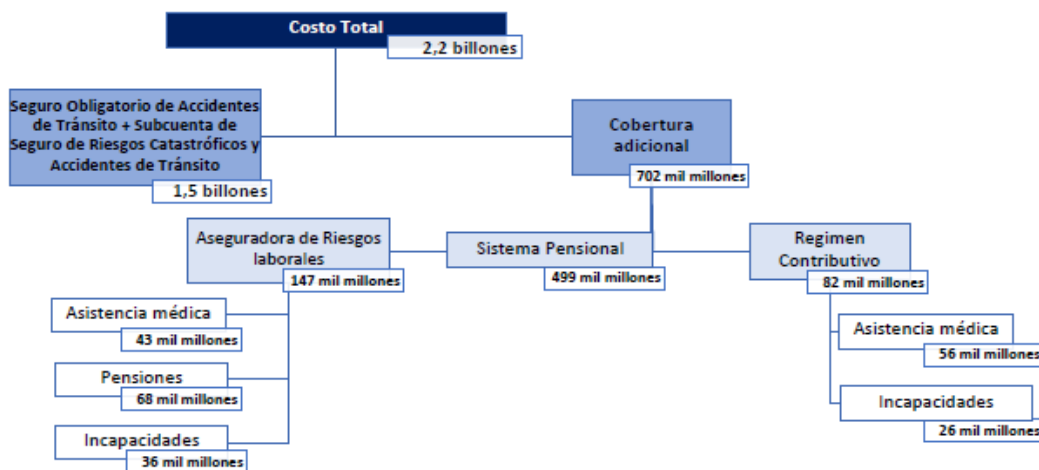 Costo Total
2,2 billones
Seguro Obligatorio de Accidentes
de Tránsito + Subcuenta de
Seguro de Riesgos Catastróficos y
Accidentes de Tránsito
1,5 billones
Cobertura
adicional
702 mil millones
Aseguradora de Riesgos
laborales
147 mil millones
Sistema Pensional
499 mil millones
Regimen
Contributivo
82 mil millones
Asistencia médica
43 mil millones
Pensiones
68 mil millones
Incapacidades
36 mil millones
Asistencia médica
56 mil millones
Incapacidades
26 mil millones